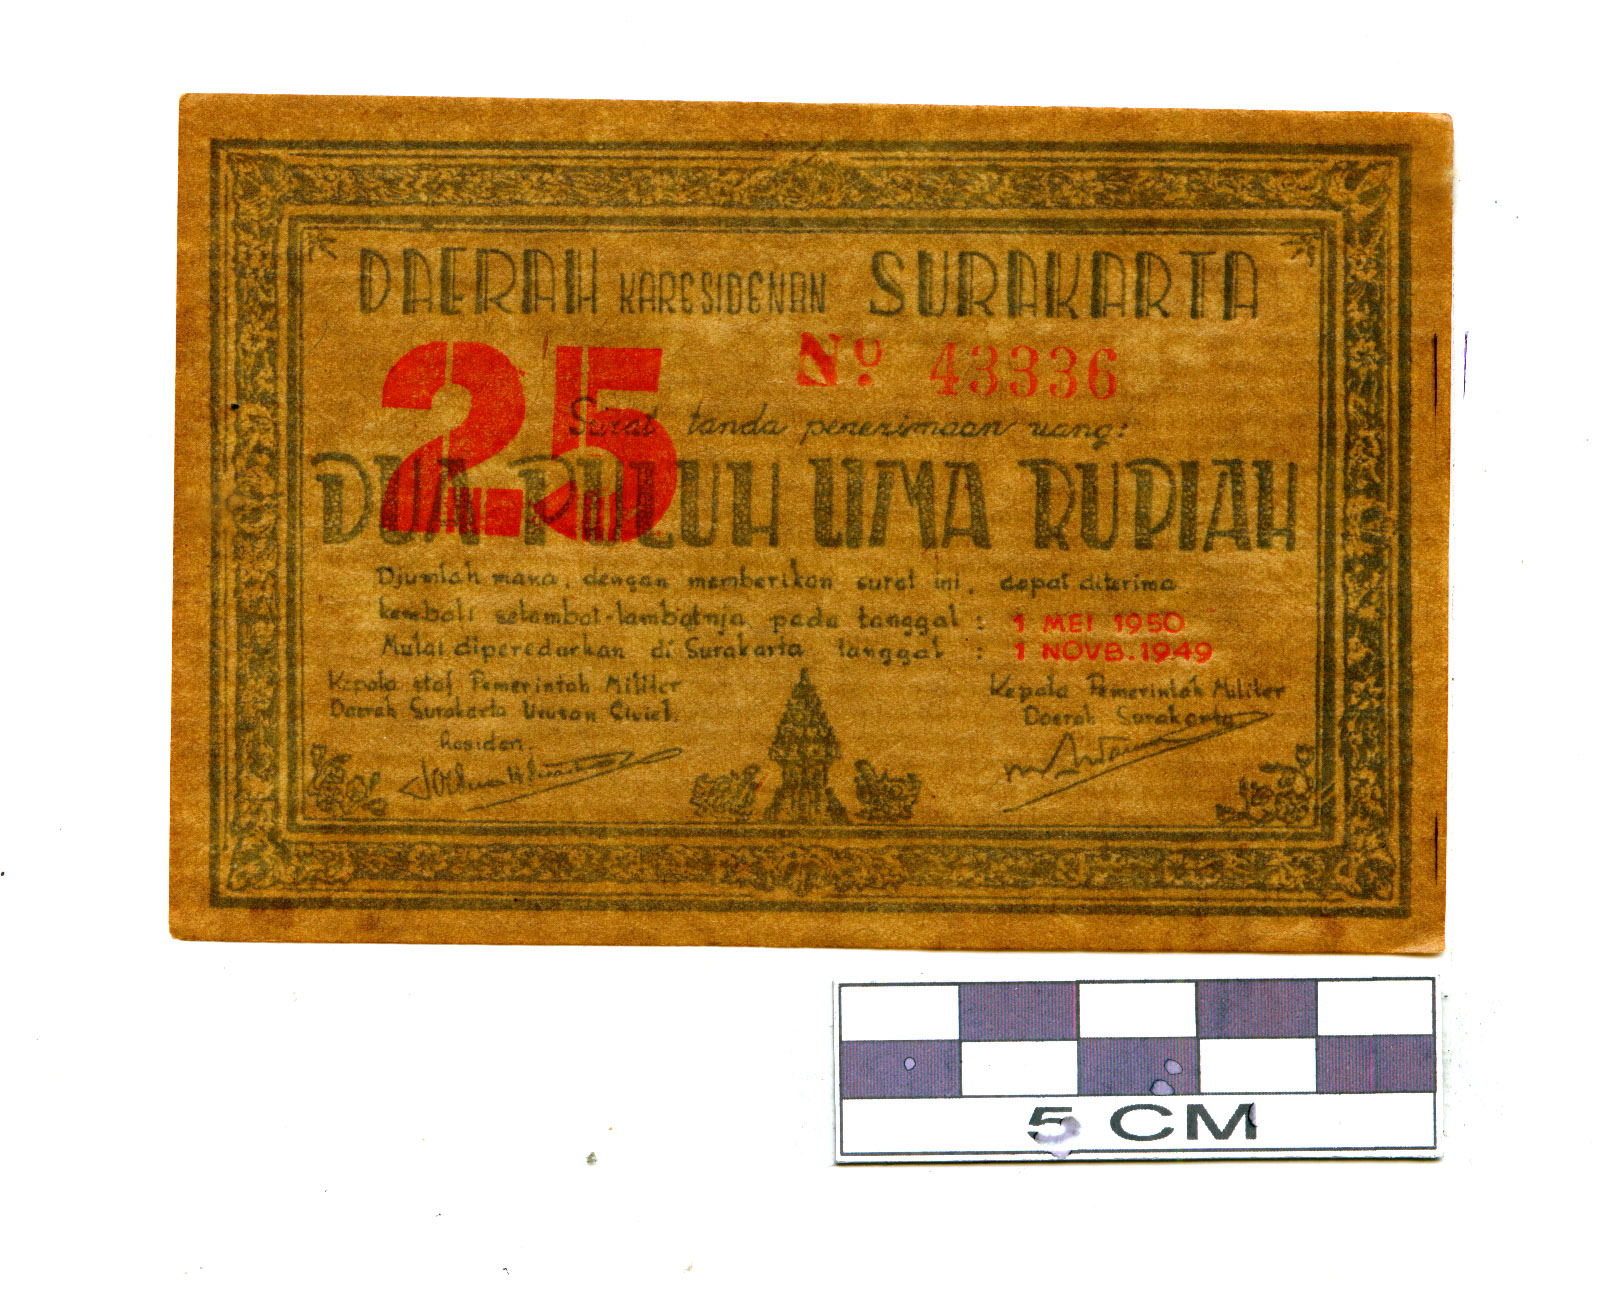 DAERAH KARESIDENAN SURAKARTA
25
No. 43336
Surat tanda penerimaan uang:
DUA PULUH LIMA RUPIAH
Djumlah mana, dengan memberikan surat ini, dapat diterima
kembali selambat-lambatnja pada tanggal : 1 MEI 1950
Mulai diperedarkan di Surakarta tanggal : 1 NOVB. 1949
Kepala staf Pemerintah Militer
Daerah Surakarta Urusan Civiel.
Residen.
Kepala Pemerintah Militer
Daerah Surakarta
5 CM